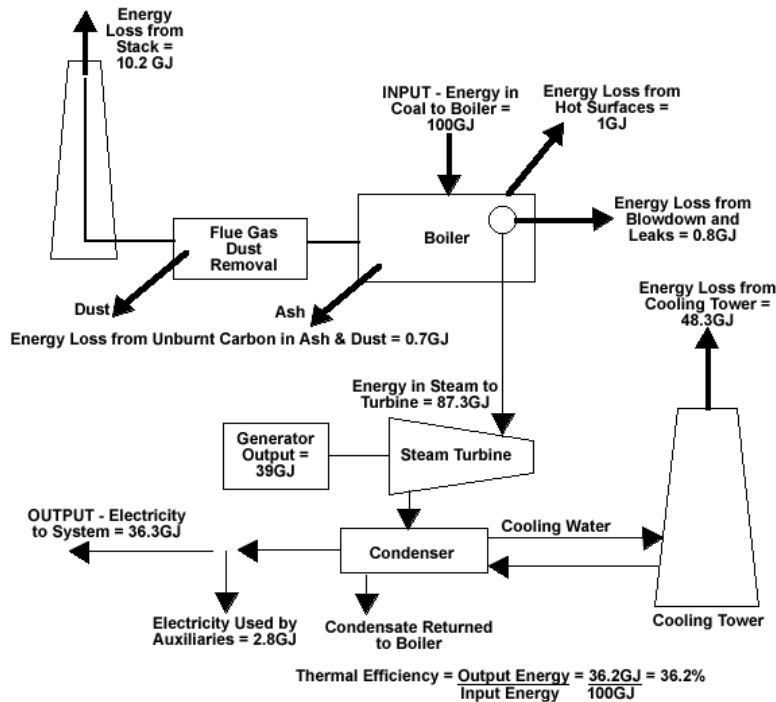 Energy
Loss from
Stack =
10.2 GJ
INPUT - Energy in
Coal to Boiler =
100GJ
Energy Loss from
Hot Surfaces =
1GJ
Flue Gas
Dust
Removal
Boiler
Energy Loss from
Blowdown and
Leaks = 0.8GJ
Dust
Ash
Energy Loss from Unburnt Carbon in Ash & Dust = 0.7GJ
Energy Loss from
Cooling Tower =
48.3GJ
Energy in Steam to
Turbine = 87.3GJ
Generator
Output =
39GJ
Steam Turbine
OUTPUT - Electricity
to System = 36.3GJ
Condenser
Cooling Water
Electricity Used by
Auxiliaries = 2.8GJ
Condensate Returned
to Boiler
Cooling Tower
Thermal Efficiency = Output Energy = 36.2GJ = 36.2%
Input Energy 100GJ